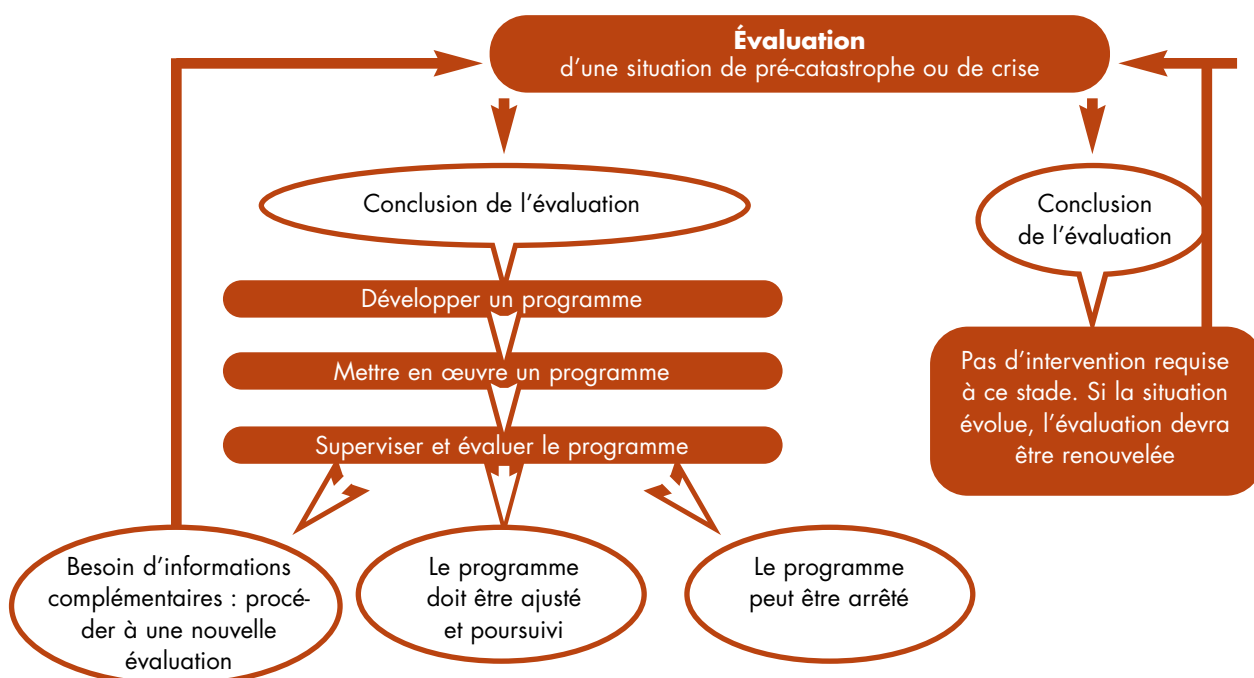 Évaluation
d'une situation de pré-catastrophe ou de crise
Conclusion de l'évaluation
Conclusion
de l'évaluation
Développer un programme
Mettre en œuvre un programme
Superviser et évaluer le programme
Pas d'intervention requise
à ce stade. Si la situation
évolue, l'évaluation devra
être renouvelée
Besoin d'informations
complémentaires : procé-
der à une nouvelle
évaluation
Le programme
doit être ajusté
et poursuivi
Le programme
peut être arrêté